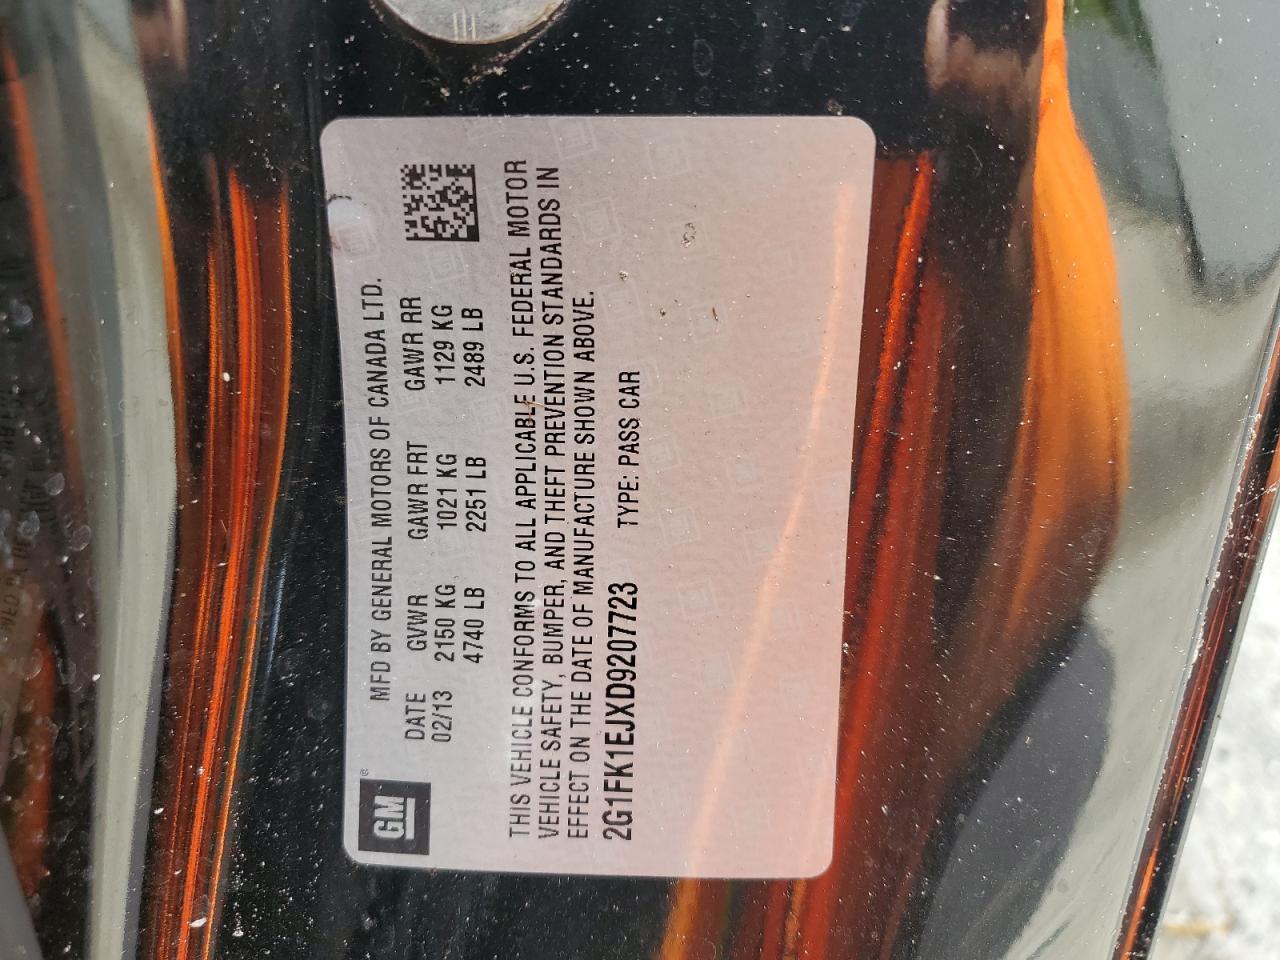 GM®
MFD BY GENERAL MOTORS OF CANADA LTD.
DATE GVWR GAWR FRT GAWR RR
02/13 2150 KG 1021 KG 1129 KG
4740 LB 2251 LB 2489 LB
THIS VEHICLE CONFORMS TO ALL APPLICABLE U.S. FEDERAL MOTOR
VEHICLE SAFETY, BUMPER, AND THEFT PREVENTION STANDARDS IN
EFFECT ON THE DATE OF MANUFACTURE SHOWN ABOVE.
2G1FK1EJXD9207723 TYPE: PASS CAR